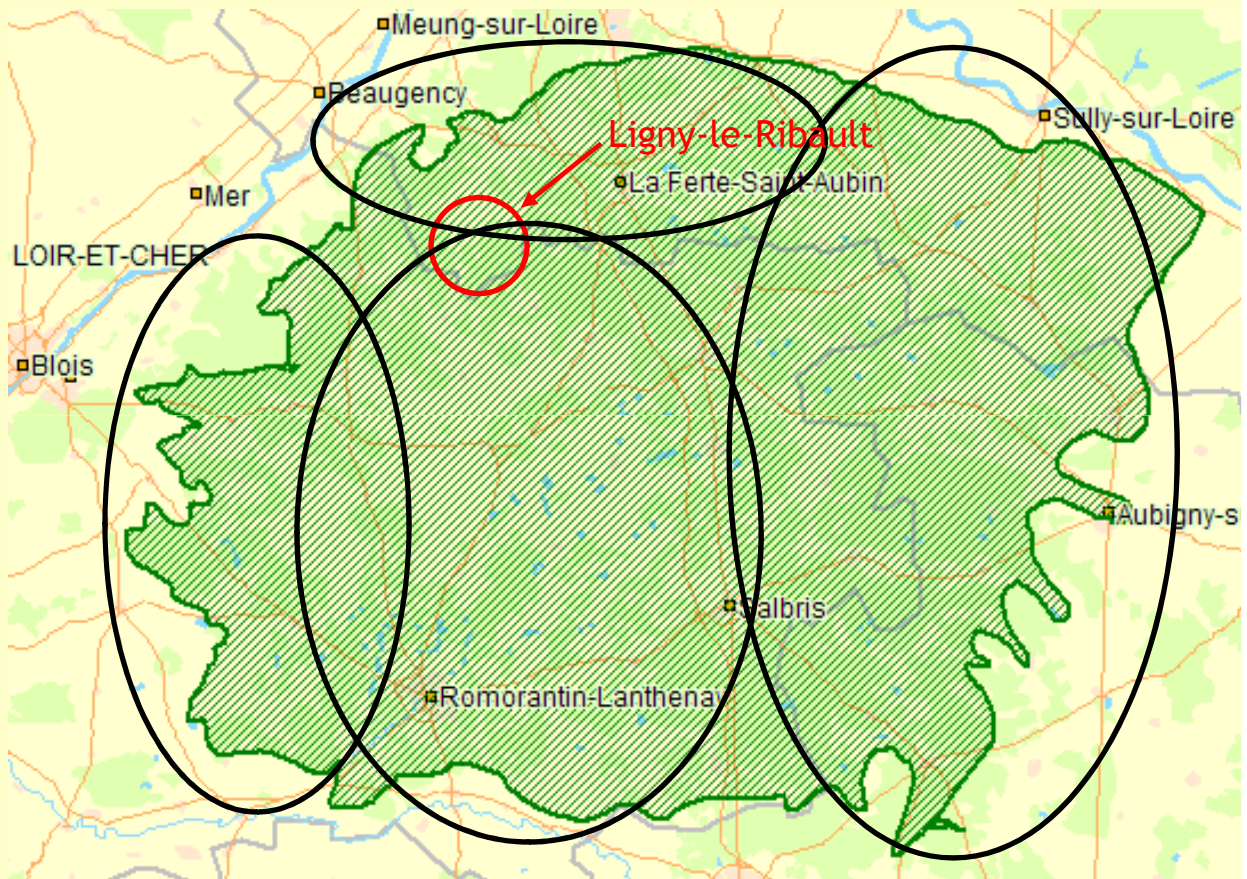 Meung-sur-Loire
Beaugency
Sully-sur-Loire
Ligny-le-Ribault
La Ferte-Saint-Aubin
Mer
LOIR-ET-CHER
Blois
Aubigny-s
Salbris
Romorantin-Lanthenay